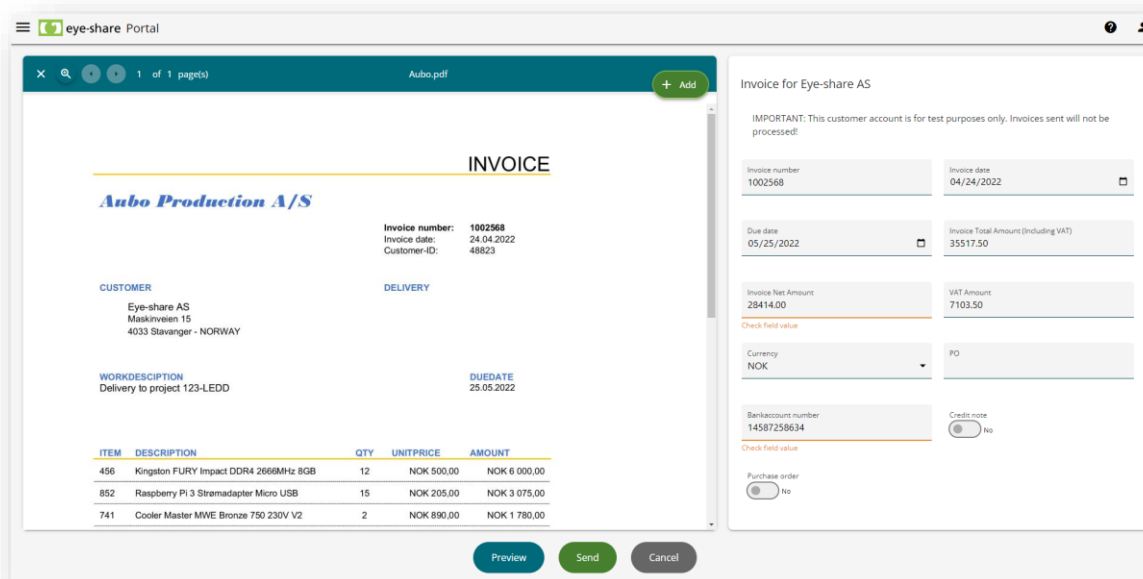 eye-share Portal
1 of 1 page(s)
Aubo.pdf
+ Add
INVOICE
Aubo Production A/S
Invoice number: 1002568
Invoice date: 24.04.2022
Customer-ID: 48823
CUSTOMER DELIVERY
Eye-share AS
Maskinveien 15
4033 Stavanger - NORWAY
WORKDESCIPTION DUEDATE
Delivery to project 123-LEDD 25.05.2022
ITEM DESCRIPTION QTY UNITPRICE AMOUNT
456 Kingston FURY Impact DDR4 2666MHz 8GB 12 NOK 500,00 NOK 6 000,00
852 Raspberry Pi 3 Strømadapter Micro USB 15 NOK 205,00 NOK 3 075,00
741 Cooler Master MWE Bronze 750 230V V2 2 NOK 890,00 NOK 1 780,00
Invoice for Eye-share AS
IMPORTANT: This customer account is for test purposes only. Invoices sent will not be
processed!
Invoice number
1002568
Invoice date
04/24/2022
Due date
05/25/2022
Invoice Total Amount (Including VAT)
35517.50
Invoice Net Amount
28414.00
Check field value
VAT Amount
7103.50
Currency
NOK
PO
Bankaccount number
14587258634
Check field value
Credit note
No
Purchase order
No
Preview
Send
Cancel